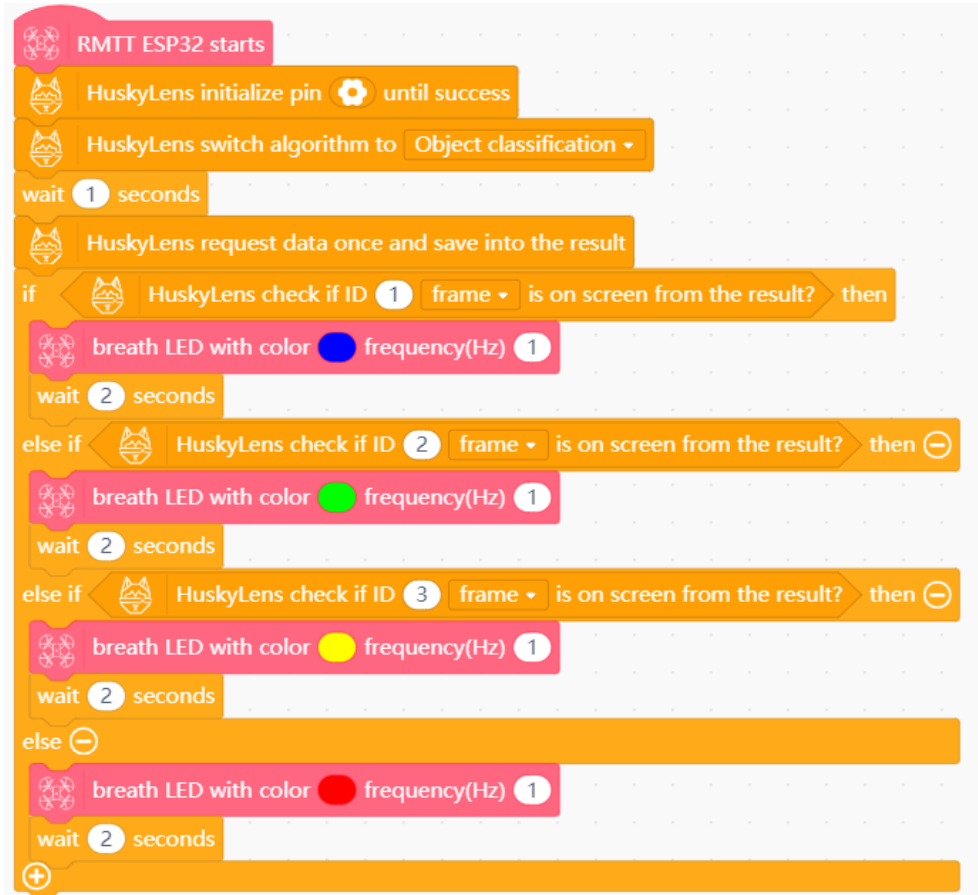 RMTT ESP32 starts
HuskyLens initialize pin until success
HuskyLens switch algorithm to Object classification
wait 1 seconds
HuskyLens request data once and save into the result
if HuskyLens check if ID 1 frame is on screen from the result? then
breath LED with color frequency(Hz) 1
wait 2 seconds
else if HuskyLens check if ID 2 frame is on screen from the result? then
breath LED with color frequency(Hz) 1
wait 2 seconds
else if HuskyLens check if ID 3 frame is on screen from the result? then
breath LED with color frequency(Hz) 1
wait 2 seconds
else
breath LED with color frequency(Hz) 1
wait 2 seconds